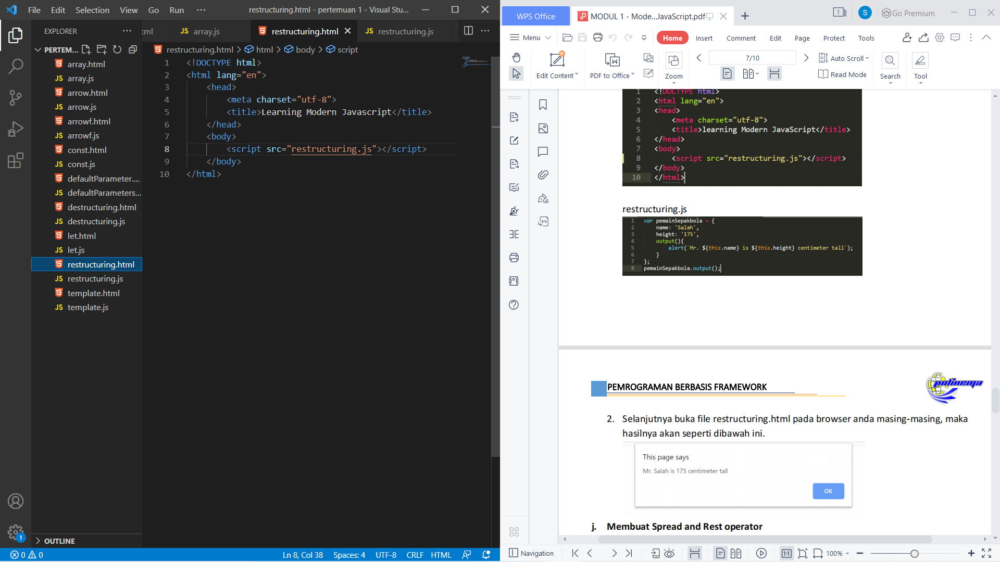 File Edit Selection View Go Run ··· restructuring.html - pertemuan 1 - Visual Stu...
EXPLORER
tml
JS array.js
restructuring.html
JS restructuring.js
PERTEM...
restructuring.html > html > body > script
array.html
JS array.js
arrow.html
JS arrow.js
arrowf.html
JS arrowf.js
const.html
JS const.js
defaultParameter....
JS defaultParameters...
destructuring.html
JS destructuring.js
let.html
JS let.js
restructuring.html
JS restructuring.js
template.html
JS template.js
OUTLINE
1
1 <!DOCTYPE html>
2 <html lang="en">
3 <head>
4 <meta charset="utf-8">
5 <title>Learning Modern Javascript</title>
6 </head>
7 <body>
8 <script src="restructuring.js"></script>
9 </body>
10 </html>
0 0 Ln 8, Col 38 Spaces: 4 UTF-8 CRLF HTML
WPS Office
MODUL 1 - Mode...JavaScript.pdf
1
S
Go Premium
Menu
Home Insert Comment Edit Page Protect Tools
Edit Content
PDF to Office
Zoom
7/10
Auto Scroll
Read Mode
Search
Tool
1 <!DOCTYPE html>
2 <html lang="en">
3 <head>
4 <meta charset="utf-8">
5 <title>learning Modern JavaScript</title>
6 </head>
7 <body>
8 <script src="restructuring.js"></script>
9 </body>
10 </html>
restructuring.js
1 var pemainSepakbola = {
2 name: 'Salah',
3 height: '175',
4 output(){
5 alert(`Mr. ${this.name} is ${this.height} centimeter tall`);
6 }
7 };
8 pemainSepakbola.output();
PEMROGRAMAN BERBASIS FRAMEWORK
polinema
2. Selanjutnya buka file restructuring.html pada browser anda masing-masing, maka
hasilnya akan seperti dibawah ini.
This page says
Mr. Salah is 175 centimeter tall
OK
j. Membuat Spread and Rest operator
Navigation
1:1
100%